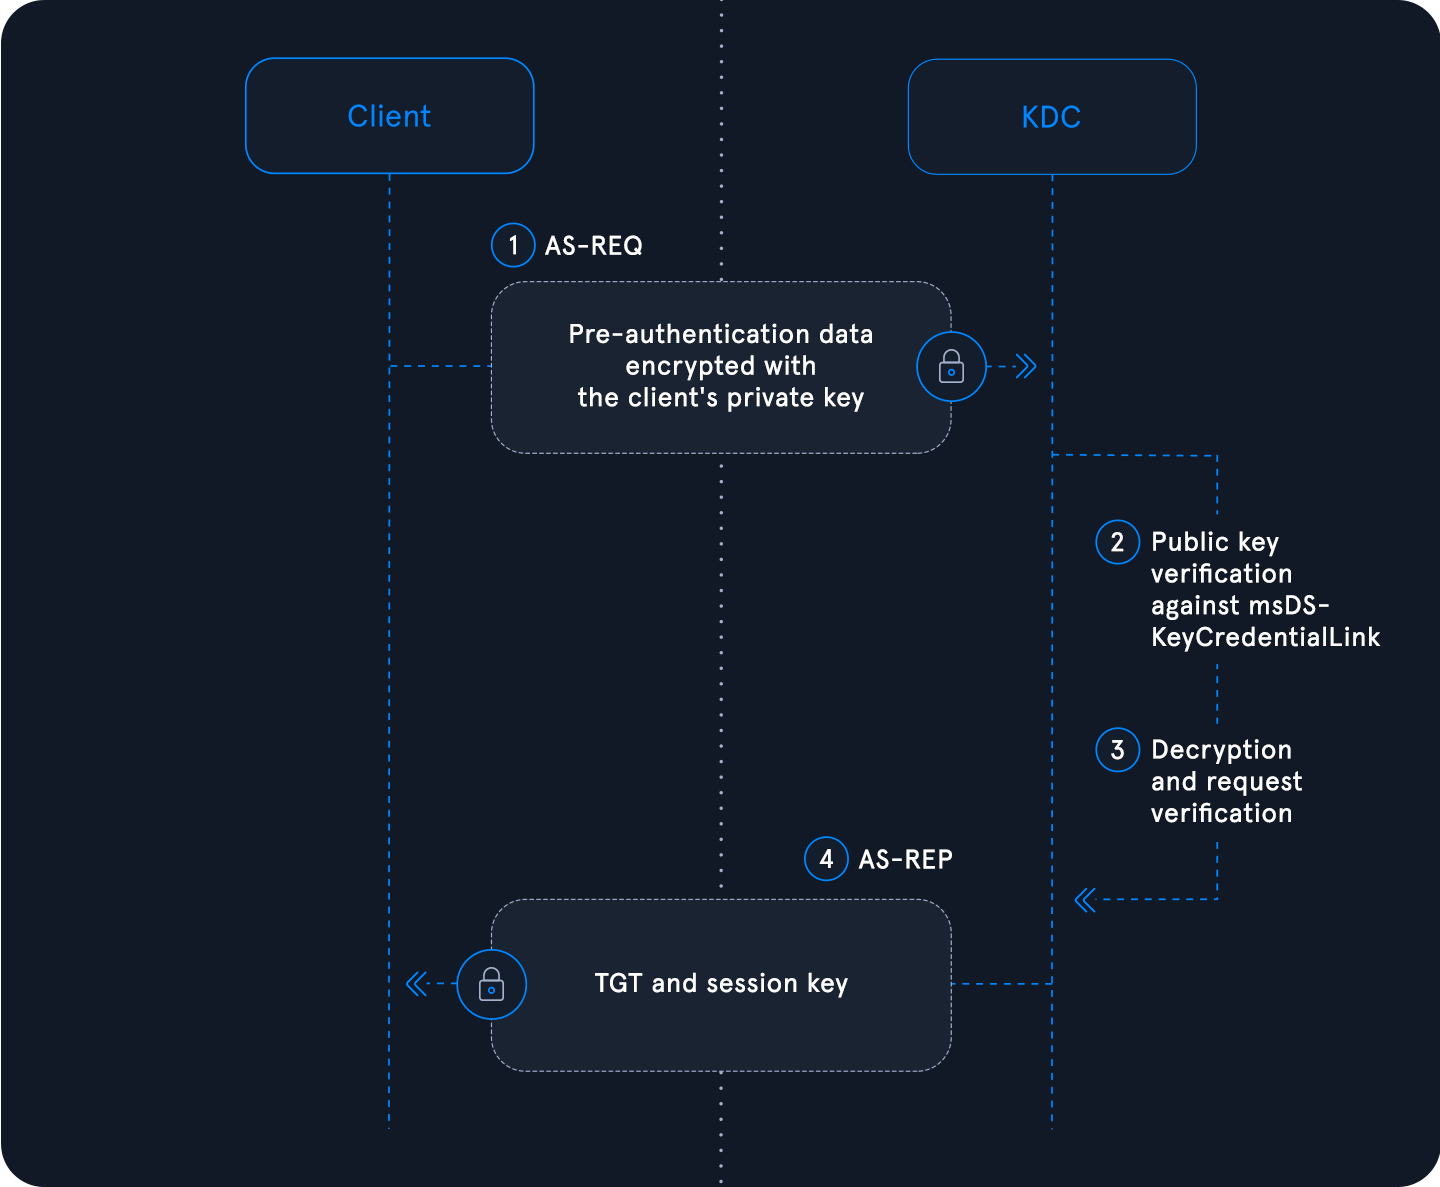 Client
KDC
1 AS-REQ
Pre-authentication data
encrypted with
the client's private key
2 Public key
verification
against msDS-
KeyCredentialLink
3 Decryption
and request
verification
4 AS-REP
TGT and session key